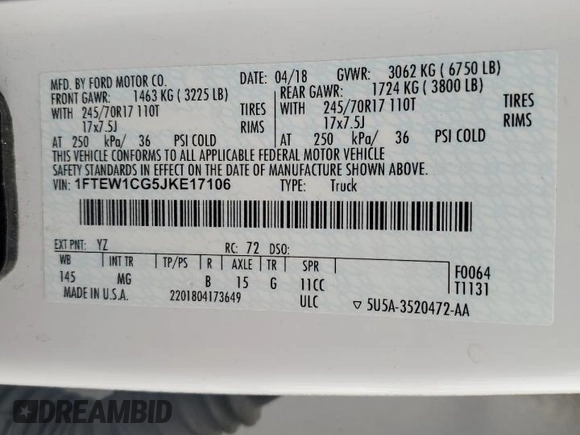 MFD. BY FORD MOTOR CO.
DATE: 04/18 GVWR: 3062 KG ( 6750 LB)
FRONT GAWR: 1463 KG ( 3225 LB) REAR GAWR: 1724 KG ( 3800 LB)
WITH 245/70R17 110T TIRES WITH 245/70R17 110T TIRES
17x7.5J RIMS 17x7.5J RIMS
AT 250 kPa/ 36 PSI COLD AT 250 kPa/ 36 PSI COLD
THIS VEHICLE CONFORMS TO ALL APPLICABLE FEDERAL MOTOR VEHICLE
SAFETY STANDARDS IN EFFECT ON THE DATE OF MANUFACTURE SHOWN ABOVE.
VIN: 1FTEW1CG5JKE17106 TYPE: Truck
EXT PNT: YZ RC: 72 DSO:
WB INT TR TP/PS R AXLE TR SPR
145 MG B 15 G 11CC
F0064
T1131
MADE IN U.S.A. 2201804173649 ULC ▽ 5U5A-3520472-AA
DREAMBID